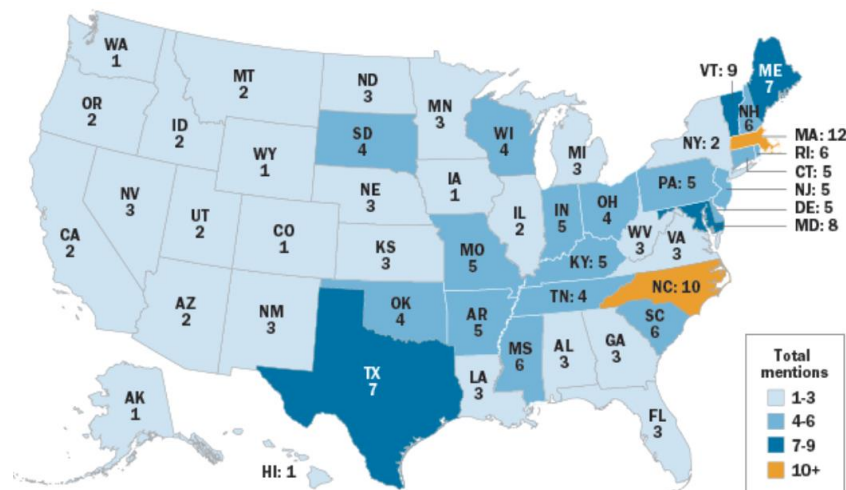 WA
1
OR
2
CA
2
NV
3
ID
2
MT
2
WY
1
UT
2
CO
1
AZ
2
NM
3
ND
3
SD
4
NE
3
KS
3
OK
4
TX
7
MN
3
IA
1
MO
5
AR
5
LA
3
WI
4
IL
2
MI
3
IN
5
OH
4
KY: 5
TN: 4
MS
6
AL
3
GA
3
FL
3
SC
6
NC: 10
WV
3
VA
3
PA: 5
NY: 2
VT: 9
NH
6
ME
7
MA: 12
RI: 6
CT: 5
NJ: 5
DE: 5
MD: 8
AK
1
HI: 1
Total
mentions
1-3
4-6
7-9
10+